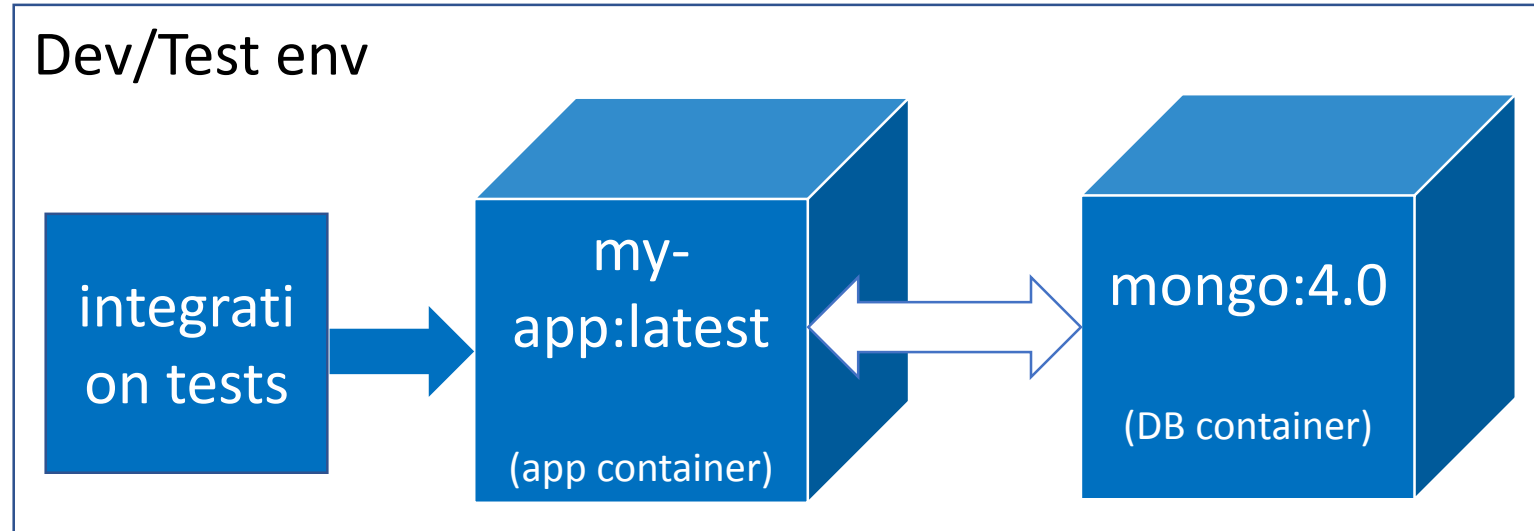 Dev/Test env
integrati
on tests
my-
app:latest
(app container)
mongo:4.0
(DB container)